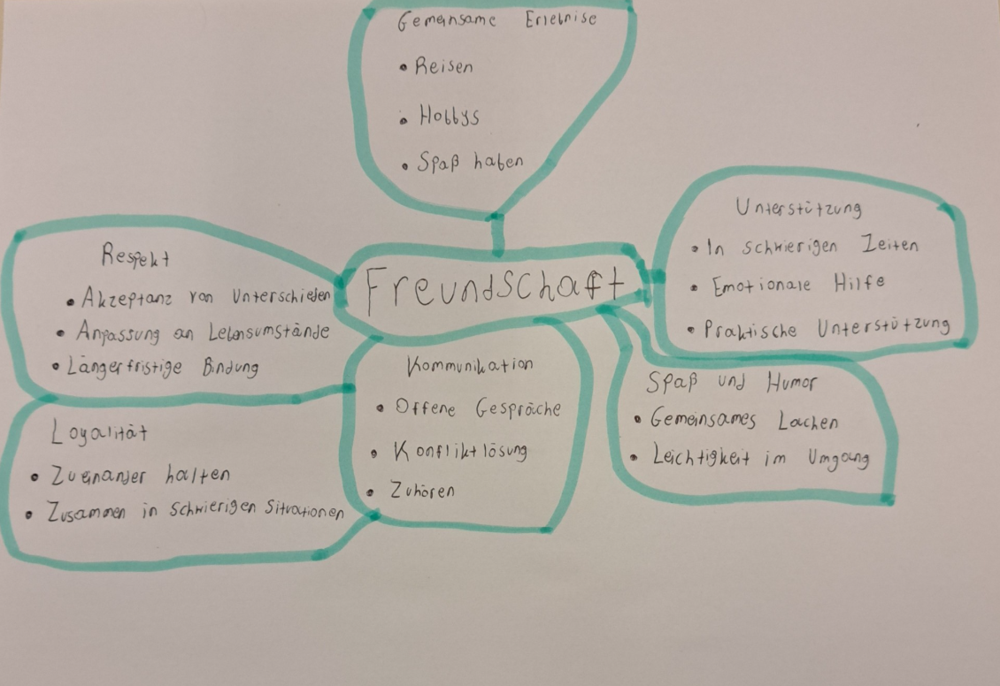 Gemeinsame Erlebnise
• Reisen
• Hobbys
• Spaß haben
Freundschaft
Unterstützung
• In schwierigen Zeiten
• Emotionale Hilfe
• Praktische Unterstützung
Respekt
• Akzeptanz von Unterschieden
• Anpassung an Lebensumstände
• Längerfristige Bindung
Kommunikation
• Offene Gespräche
• Konfliktlösung
• Zuhören
Spaß und Humor
• Gemeinsames Lachen
• Leichtigkeit im Umgang
Loyalität
• Zueinander halten
• Zusammen in schwierigen Situationen